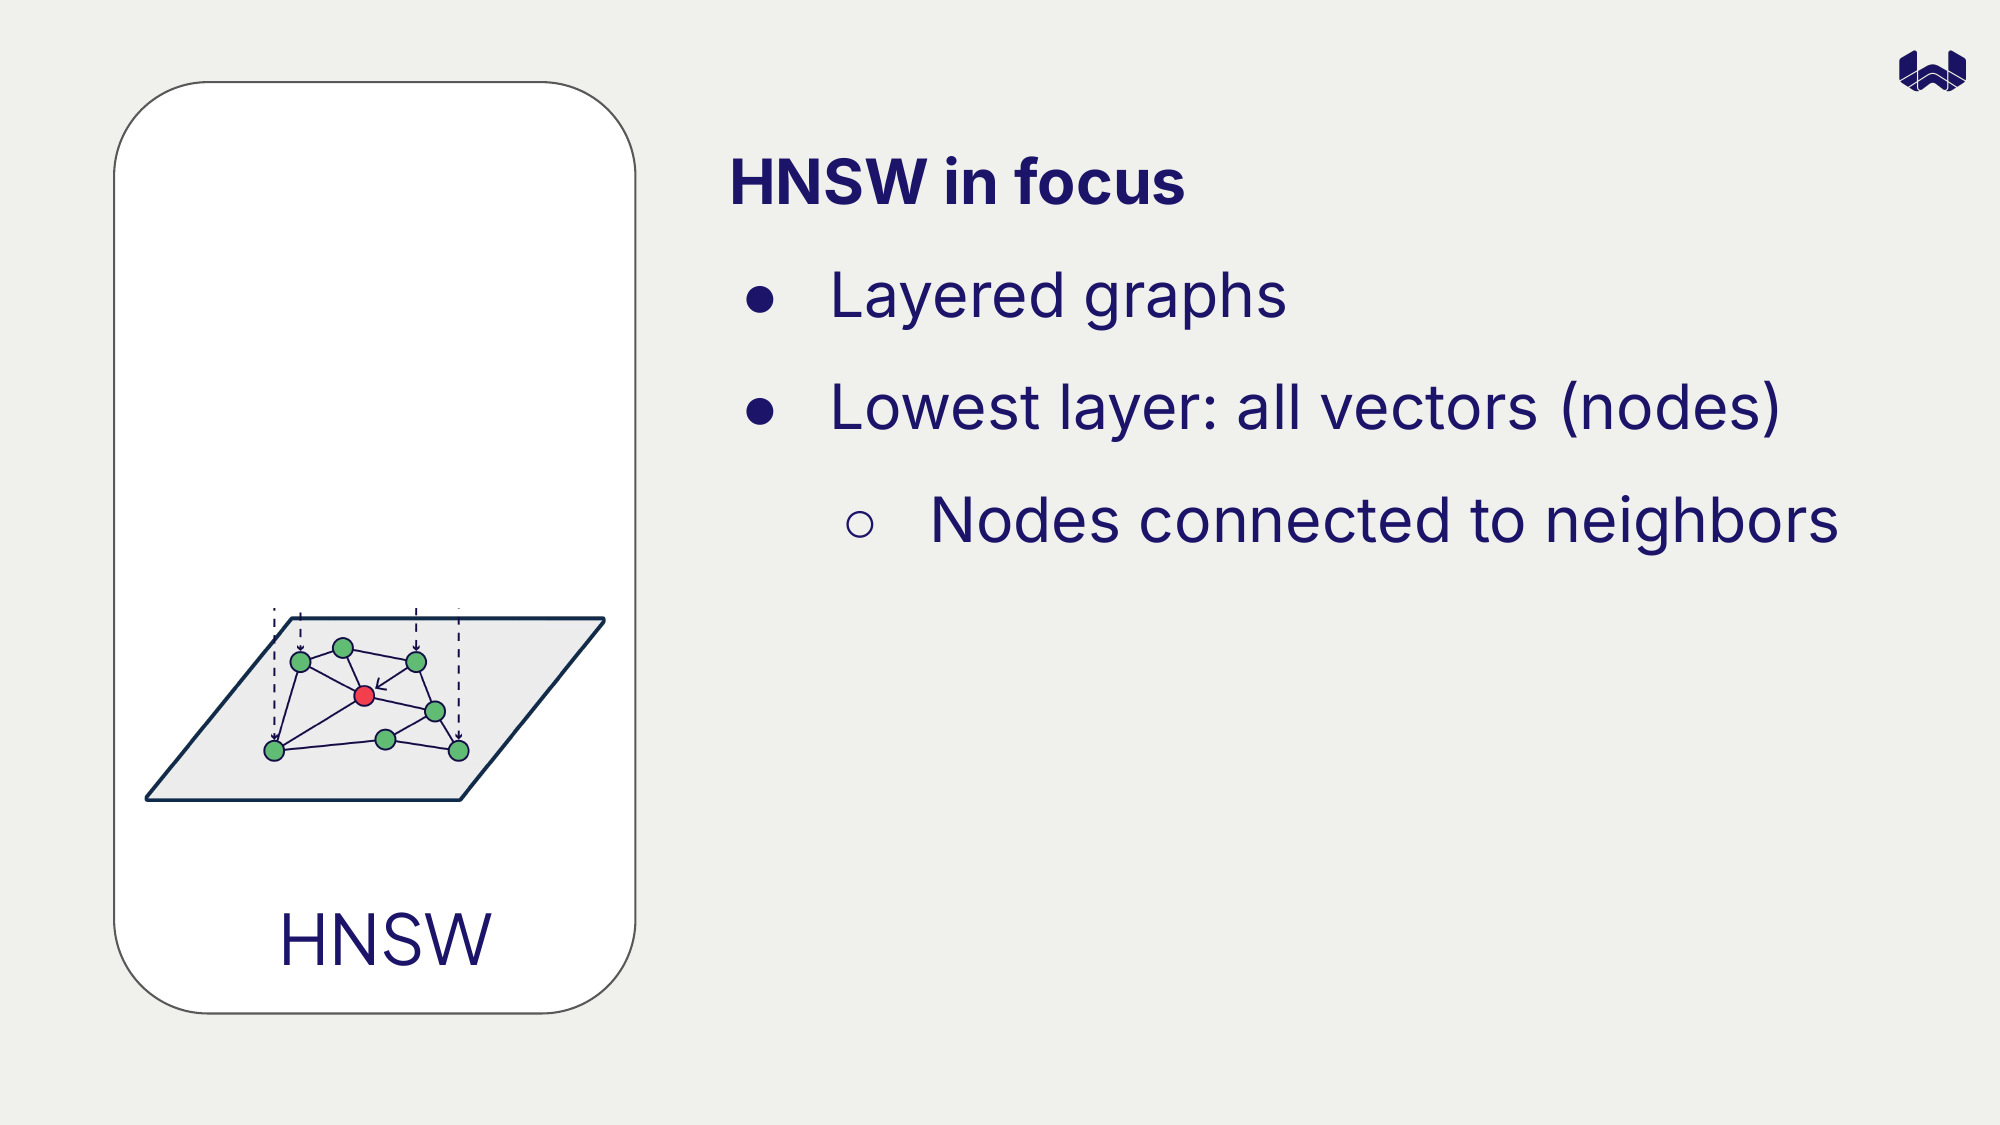 HNSW in focus
● Layered graphs
● Lowest layer: all vectors (nodes)
○ Nodes connected to neighbors
HNSW